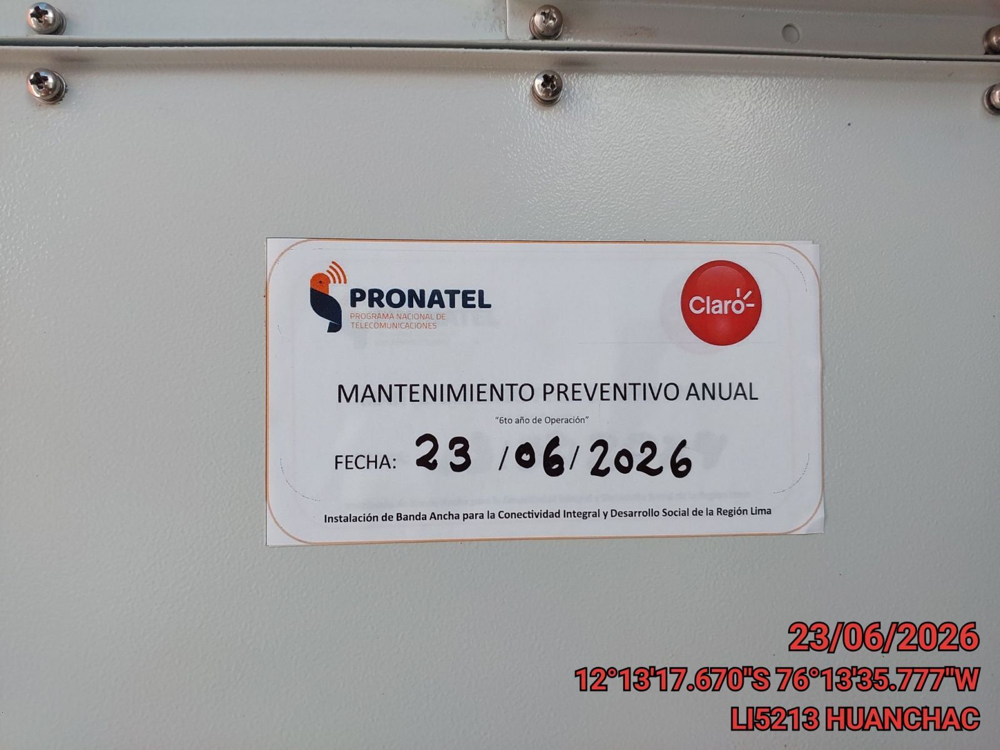 PRONATEL
PROGRAMA NACIONAL DE
TELECOMUNICACIONES
Claro
MANTENIMIENTO PREVENTIVO ANUAL
"6to año de Operación"
FECHA: 23 /06/ 2026
Instalación de Banda Ancha para la Conectividad Integral y Desarrollo Social de la Región Lima
23/06/2026
12°13'17.670"S 76°13'35.777"W
LI5213 HUANCHAC